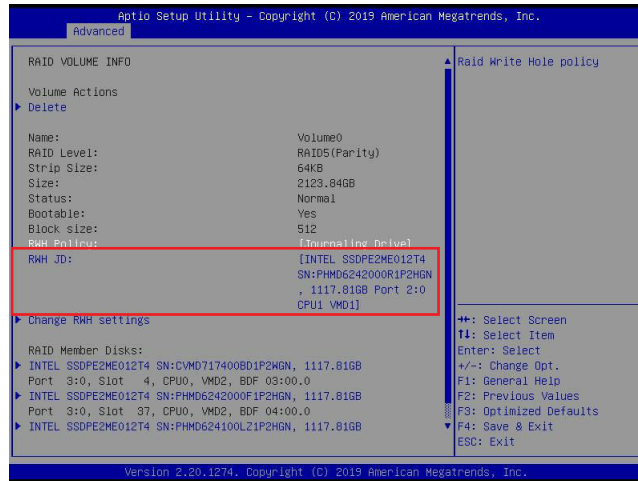 Aptio Setup Utility – Copyright (C) 2019 American Megatrends, Inc.
Advanced
RAID VOLUME INFO
Volume Actions
Delete
Name: Volume0
RAID Level: RAID5(Parity)
Strip Size: 64KB
Size: 2123.84GB
Status: Normal
Bootable: Yes
Block size: 512
RWH Policy: [Journaling Drive]
RWH JD: [INTEL SSDPE2ME012T4
SN:PHMD6242000R1P2HGN
, 1117.81GB Port 2:0
CPU1 VMD1]
Change RWH settings
RAID Member Disks:
INTEL SSDPE2ME012T4 SN:CVMD717400BD1P2WGN, 1117.81GB
Port 3:0, Slot 4, CPU0, VMD2, BDF 03:00.0
INTEL SSDPE2ME012T4 SN:PHMD6242000F1P2HGN, 1117.81GB
Port 3:0, Slot 37, CPU0, VMD2, BDF 04:00.0
INTEL SSDPE2ME012T4 SN:PHMD624100LZ1P2HGN, 1117.81GB
Raid Write Hole policy
→←: Select Screen
↑↓: Select Item
Enter: Select
+/-: Change Opt.
F1: General Help
F2: Previous Values
F3: Optimized Defaults
F4: Save & Exit
ESC: Exit
Version 2.20.1274. Copyright (C) 2019 American Megatrends, Inc.